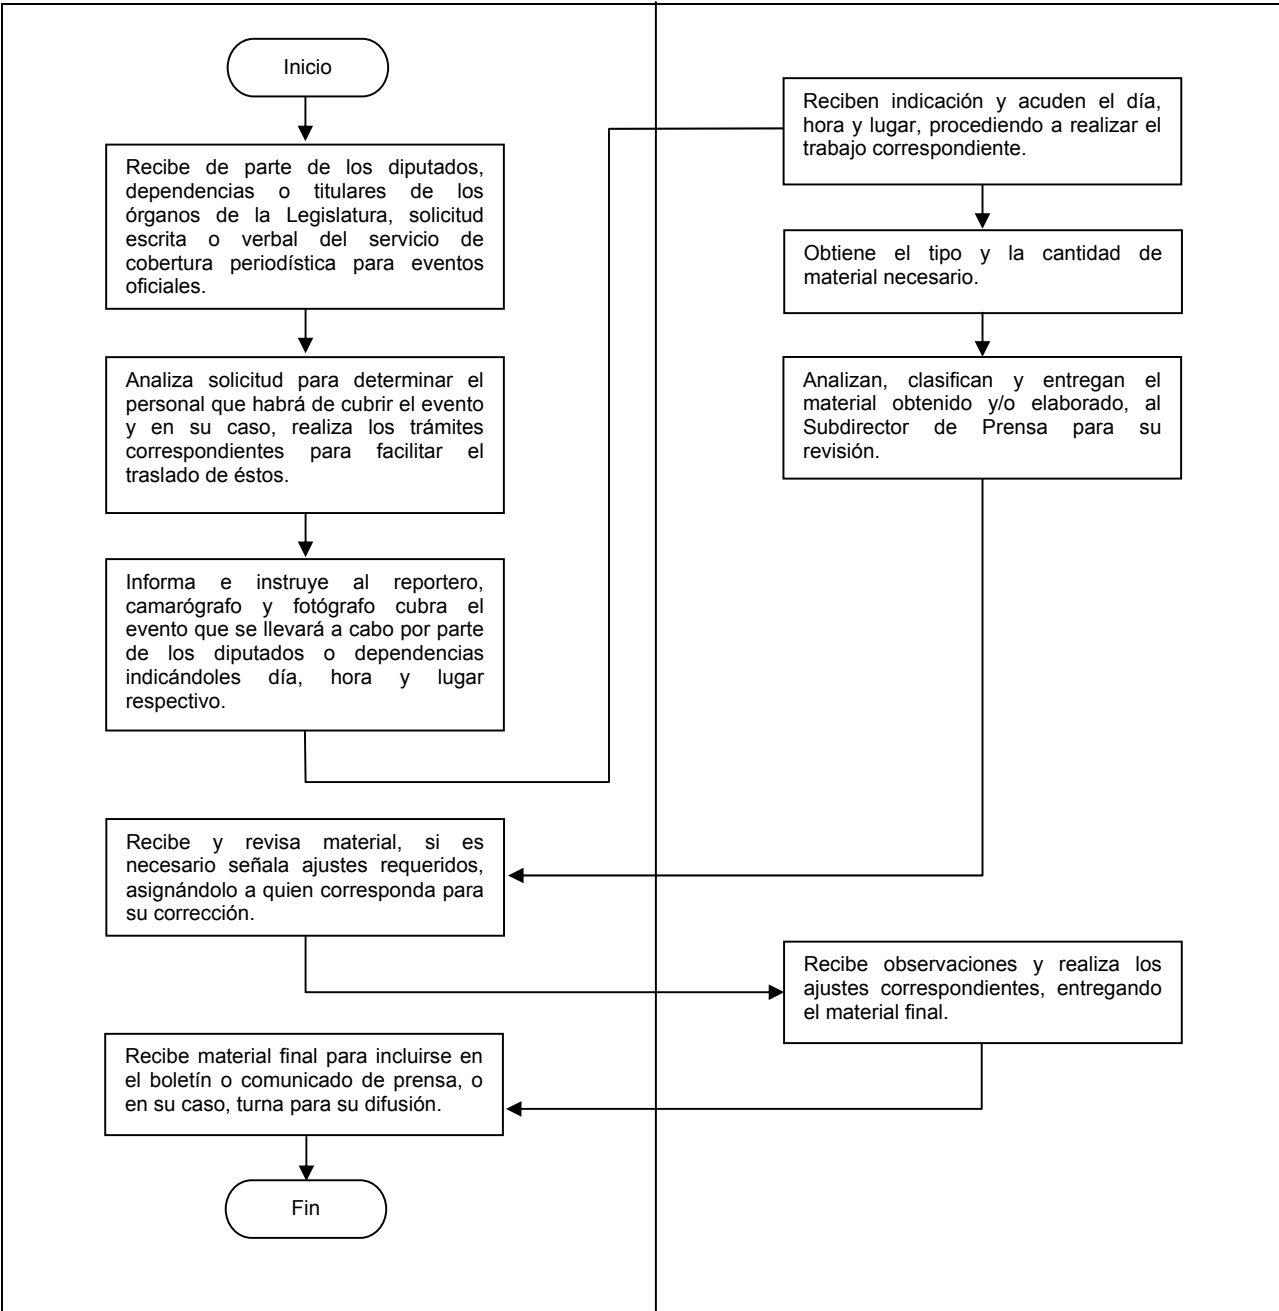 Inicio
Recibe de parte de los diputados,
dependencias o titulares de los
órganos de la Legislatura, solicitud
escrita o verbal del servicio de
cobertura periodística para eventos
oficiales.
Analiza solicitud para determinar el
personal que habrá de cubrir el evento
y en su caso, realiza los trámites
correspondientes para facilitar el
traslado de éstos.
Informa e instruye al reportero,
camarógrafo y fotógrafo cubra el
evento que se llevará a cabo por parte
de los diputados o dependencias
indicándoles día, hora y lugar
respectivo.
Reciben indicación y acuden el día,
hora y lugar, procediendo a realizar el
trabajo correspondiente.
Obtiene el tipo y la cantidad de
material necesario.
Analizan, clasifican y entregan el
material obtenido y/o elaborado, al
Subdirector de Prensa para su
revisión.
Recibe y revisa material, si es
necesario señala ajustes requeridos,
asignándolo a quien corresponda para
su corrección.
Recibe observaciones y realiza los
ajustes correspondientes, entregando
el material final.
Recibe material final para incluirse en
el boletín o comunicado de prensa, o
en su caso, turna para su difusión.
Fin